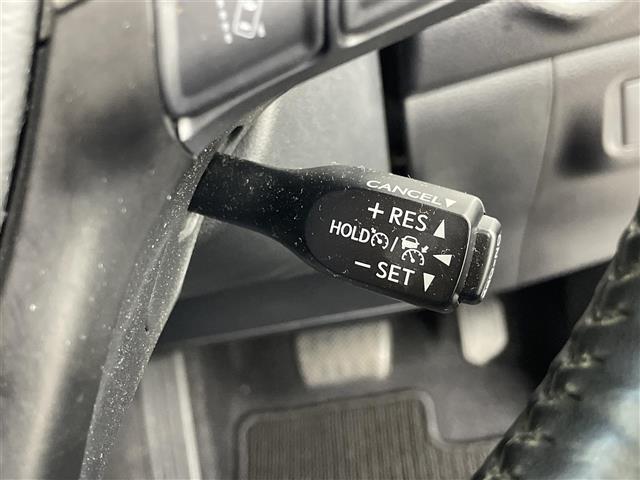 CANCEL▼
+RES▲
HOLD / ◄
−SET▼